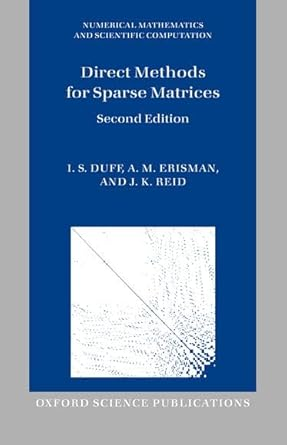 NUMERICAL MATHEMATICS
AND SCIENTIFIC COMPUTATION
Direct Methods
for Sparse Matrices
Second Edition
I. S. DUFF, A. M. ERISMAN,
AND J. K. REID
OXFORD SCIENCE PUBLICATIONS